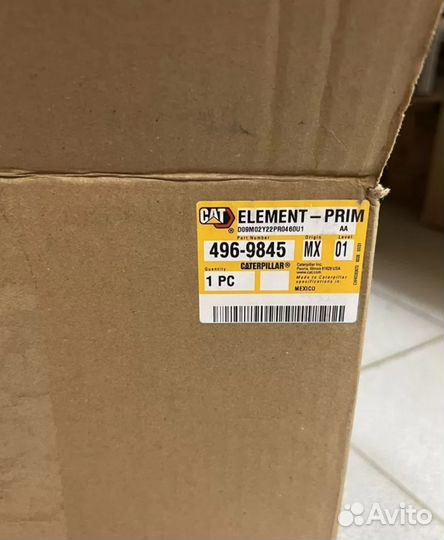 CAT ELEMENT-PRIM
® D09M02Y22PR0460U1 AA
Part Number Origin Level
496-9845 MX 01
Quantity CATERPILLAR® Caterpillar Inc.
Peoria, Illinois 61629 USA
www.cat.com
1 PC Made to Caterpillar
specifications in:
MEXICO
Avito